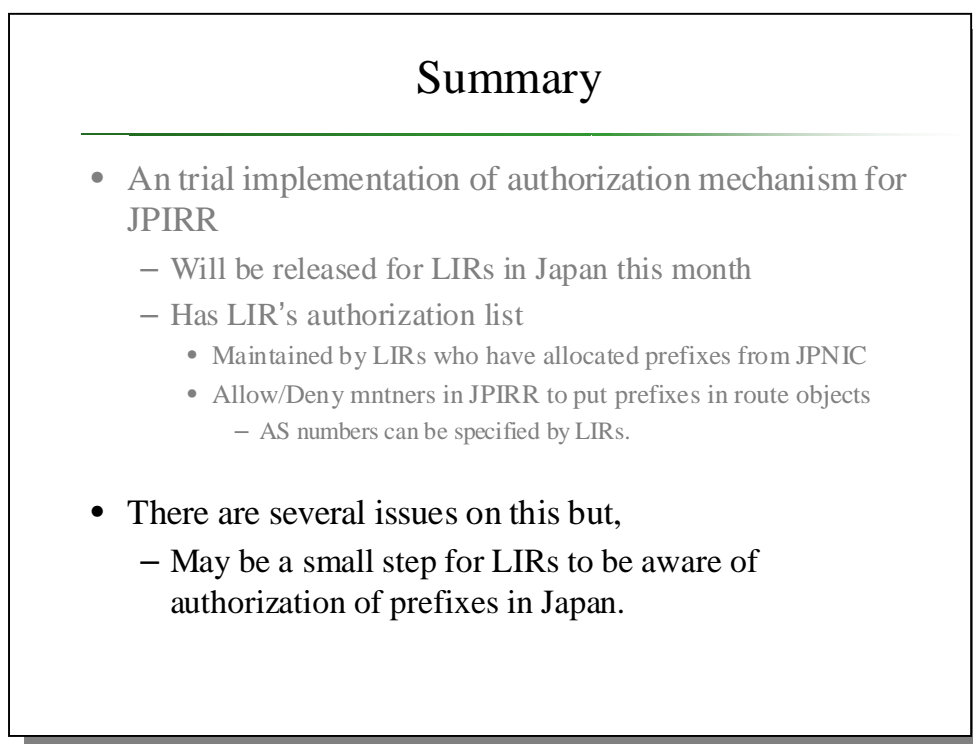 Summary
• An trial implementation of authorization mechanism for
JPIRR
– Will be released for LIRs in Japan this month
– Has LIR’s authorization list
• Maintained by LIRs who have allocated prefixes from JPNIC
• Allow/Deny mntners in JPIRR to put prefixes in route objects
– AS numbers can be specified by LIRs.
• There are several issues on this but,
– May be a small step for LIRs to be aware of
authorization of prefixes in Japan.